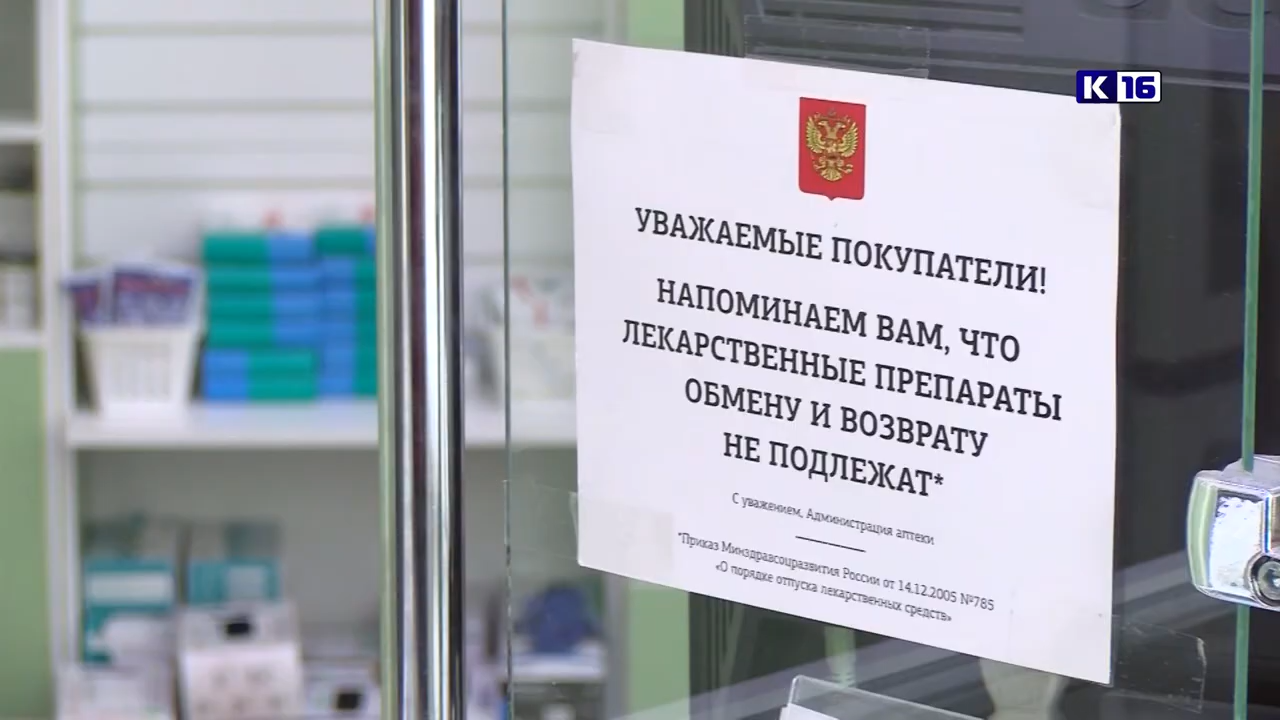 К 16
УВАЖАЕМЫЕ ПОКУПАТЕЛИ!
НАПОМИНАЕМ ВАМ, ЧТО
ЛЕКАРСТВЕННЫЕ ПРЕПАРАТЫ
ОБМЕНУ И ВОЗВРАТУ
НЕ ПОДЛЕЖАТ*
С уважением, Администрация аптеки
*Приказ Минздравсоцразвития России от 14.12.2005 №785
«О порядке отпуска лекарственных средств»